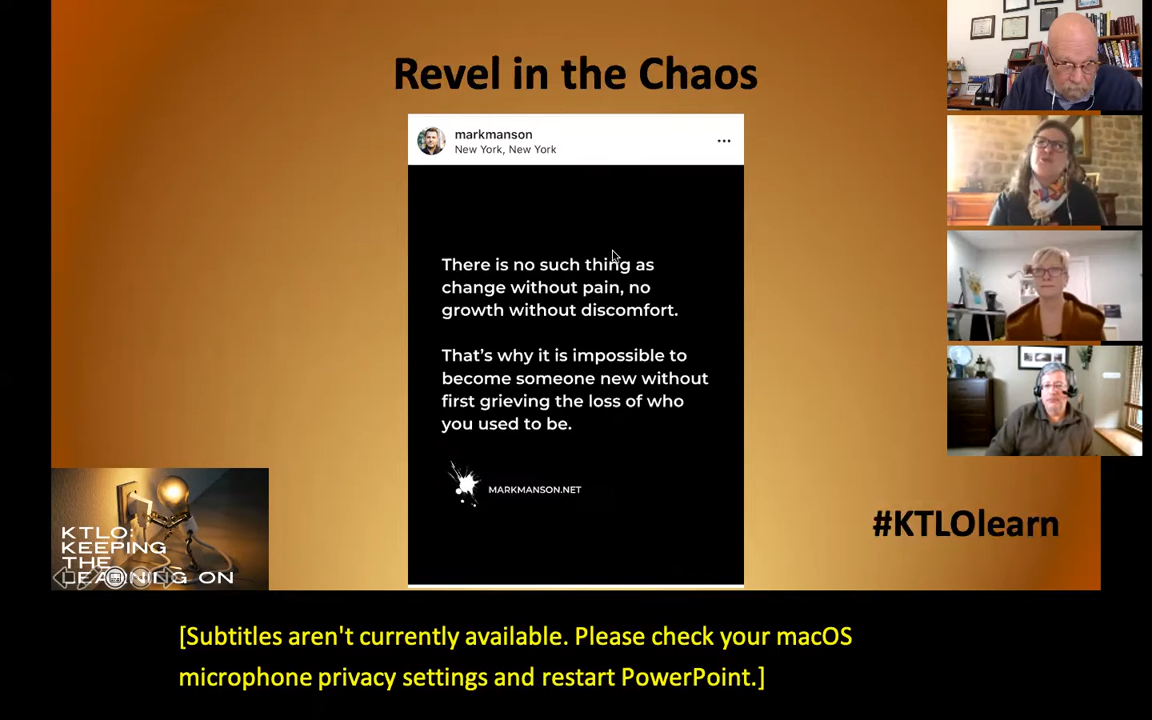 Revel in the Chaos
markmanson
New York, New York
There is no such thing as
change without pain, no
growth without discomfort.
That's why it is impossible to
become someone new without
first grieving the loss of who
you used to be.
MARKMANSON.NET
KTLO:
KEEPING
THE
LEARNING ON
#KTLOlearn
[Subtitles aren't currently available. Please check your macOS
microphone privacy settings and restart PowerPoint.]